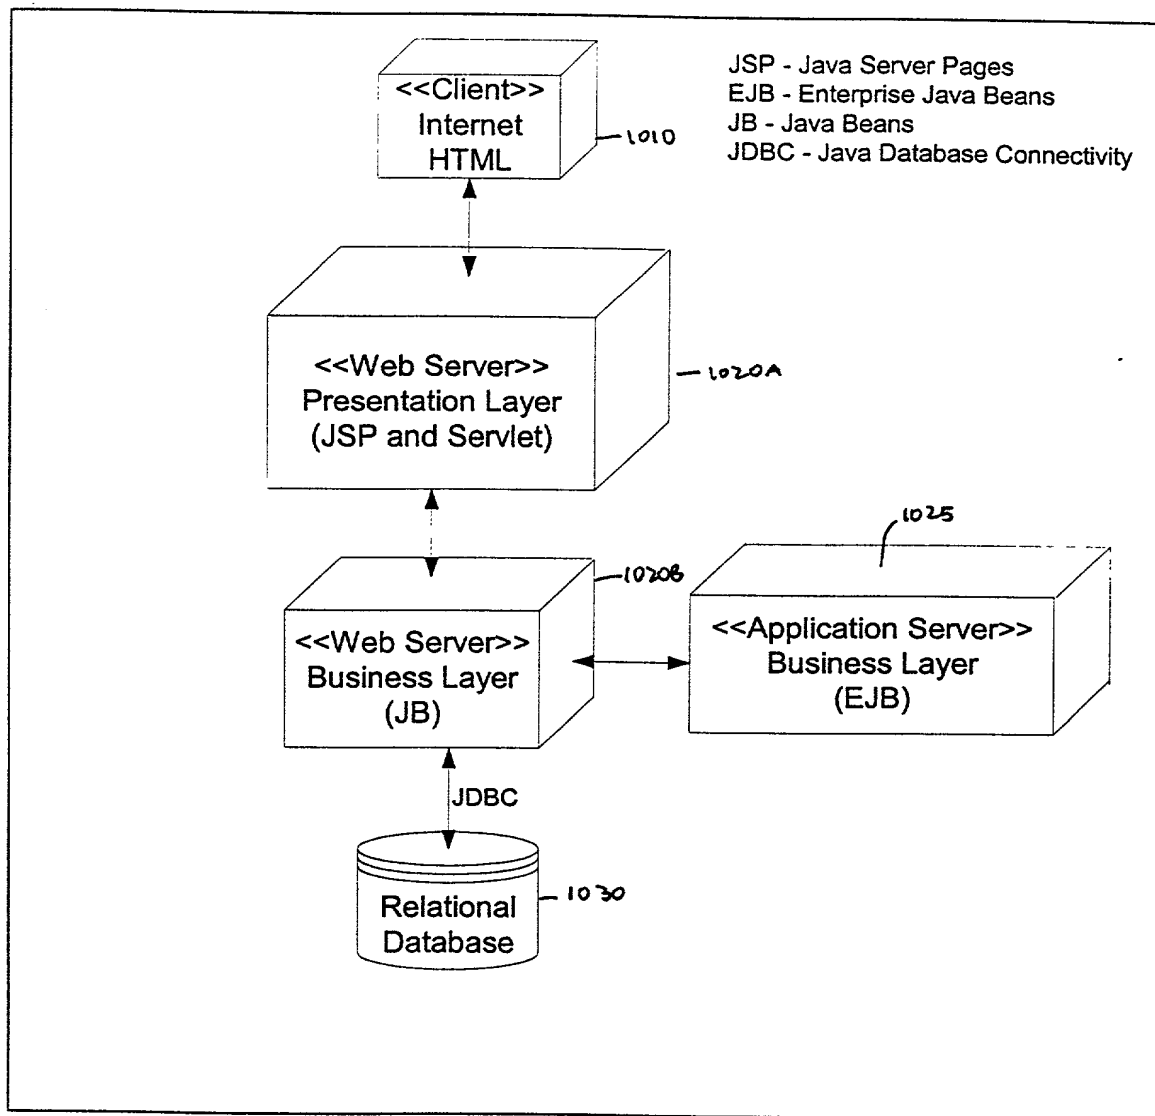 <<Client>>
Internet
HTML
1010
JSP - Java Server Pages
EJB - Enterprise Java Beans
JB - Java Beans
JDBC - Java Database Connectivity
<<Web Server>>
Presentation Layer
(JSP and Servlet)
1020A
<<Web Server>>
Business Layer
(JB)
1020B
1025
<<Application Server>>
Business Layer
(EJB)
JDBC
Relational
Database
1030